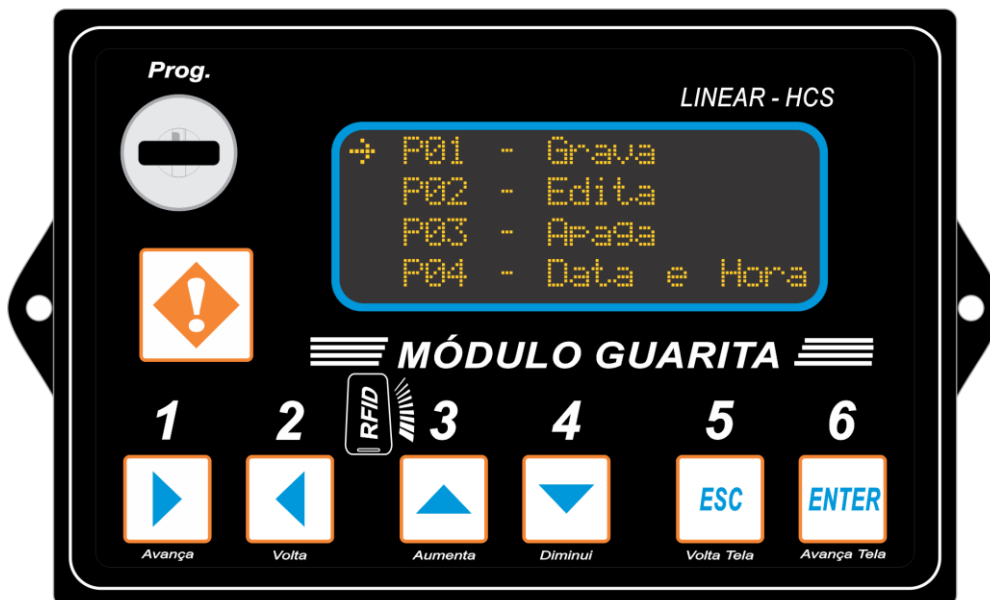 Prog.
LINEAR - HCS
→ P01 - Grava
P02 - Edita
P03 - Apaga
P04 - Data e Hora
!
MÓDULO GUARITA
RFID
1 2 3 4 5 6
ESC ENTER
Avança Volta Aumenta Diminui Volta Tela Avança Tela